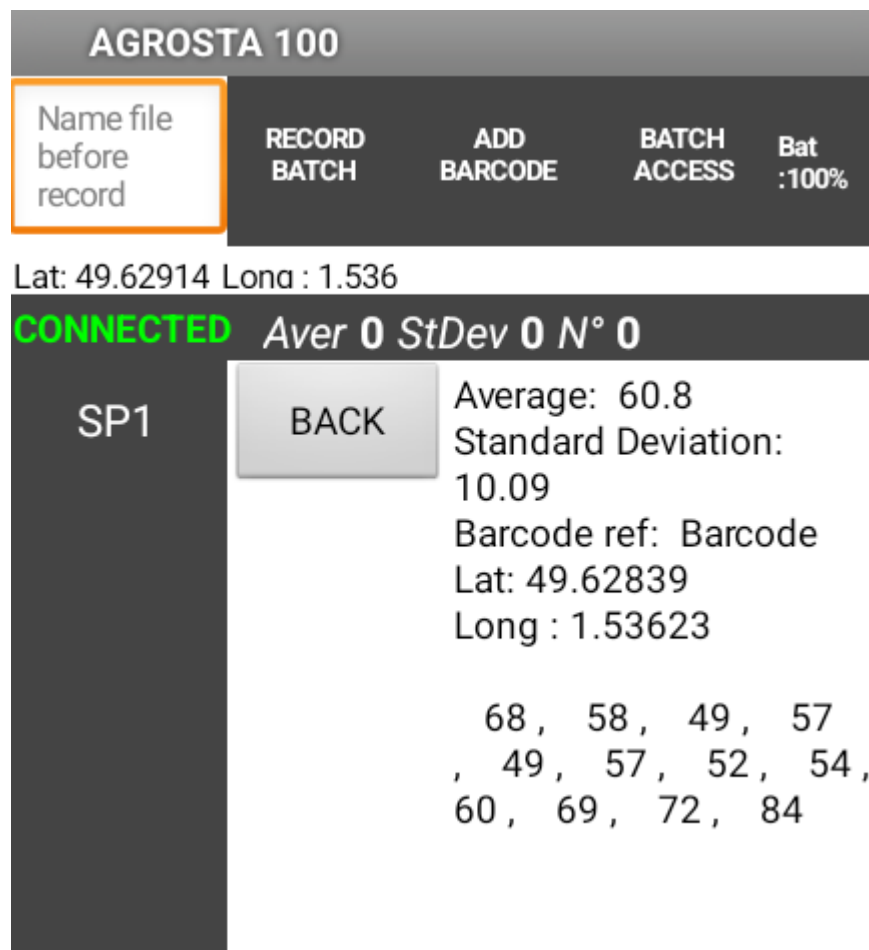 AGROSTA 100
Name file
before
record
RECORD
BATCH
ADD
BARCODE
BATCH
ACCESS
Bat
:100%
Lat: 49.62914 Long : 1.536
CONNECTED Aver 0 StDev 0 N° 0
SP1
BACK
Average:  60.8
Standard Deviation:
10.09
Barcode ref:  Barcode
Lat: 49.62839
Long : 1.53623
68 ,   58 ,   49 ,   57
,   49 ,   57 ,   52 ,   54 ,
60 ,   69 ,   72 ,   84